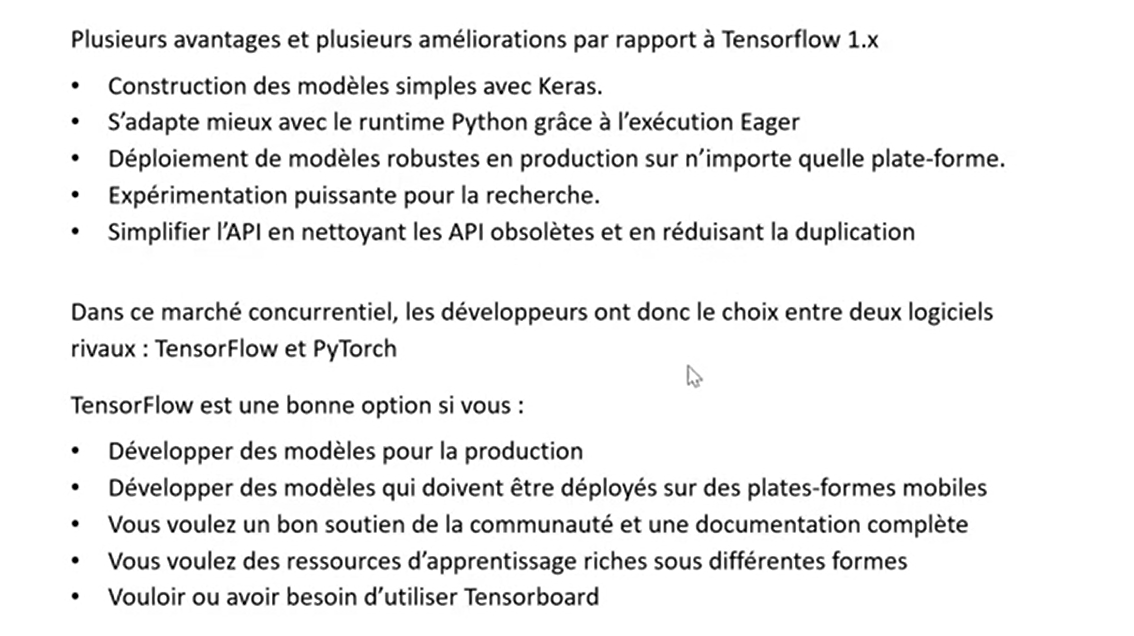 Plusieurs avantages et plusieurs améliorations par rapport à Tensorflow 1.x
• Construction des modèles simples avec Keras.
• S’adapte mieux avec le runtime Python grâce à l’exécution Eager
• Déploiement de modèles robustes en production sur n’importe quelle plate-forme.
• Expérimentation puissante pour la recherche.
• Simplifier l’API en nettoyant les API obsolètes et en réduisant la duplication
Dans ce marché concurrentiel, les développeurs ont donc le choix entre deux logiciels
rivaux : TensorFlow et PyTorch
TensorFlow est une bonne option si vous :
• Développer des modèles pour la production
• Développer des modèles qui doivent être déployés sur des plates-formes mobiles
• Vous voulez un bon soutien de la communauté et une documentation complète
• Vous voulez des ressources d’apprentissage riches sous différentes formes
• Vouloir ou avoir besoin d’utiliser Tensorboard